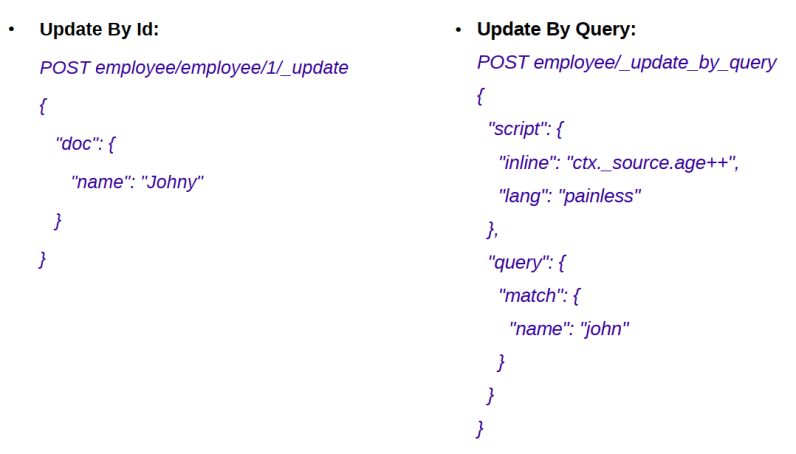 • Update By Id:
POST employee/employee/1/_update
{
"doc": {
"name": "Johny"
}
}
• Update By Query:
POST employee/_update_by_query
{
"script": {
"inline": "ctx._source.age++",
"lang": "painless"
},
"query": {
"match": {
"name": "john"
}
}
}